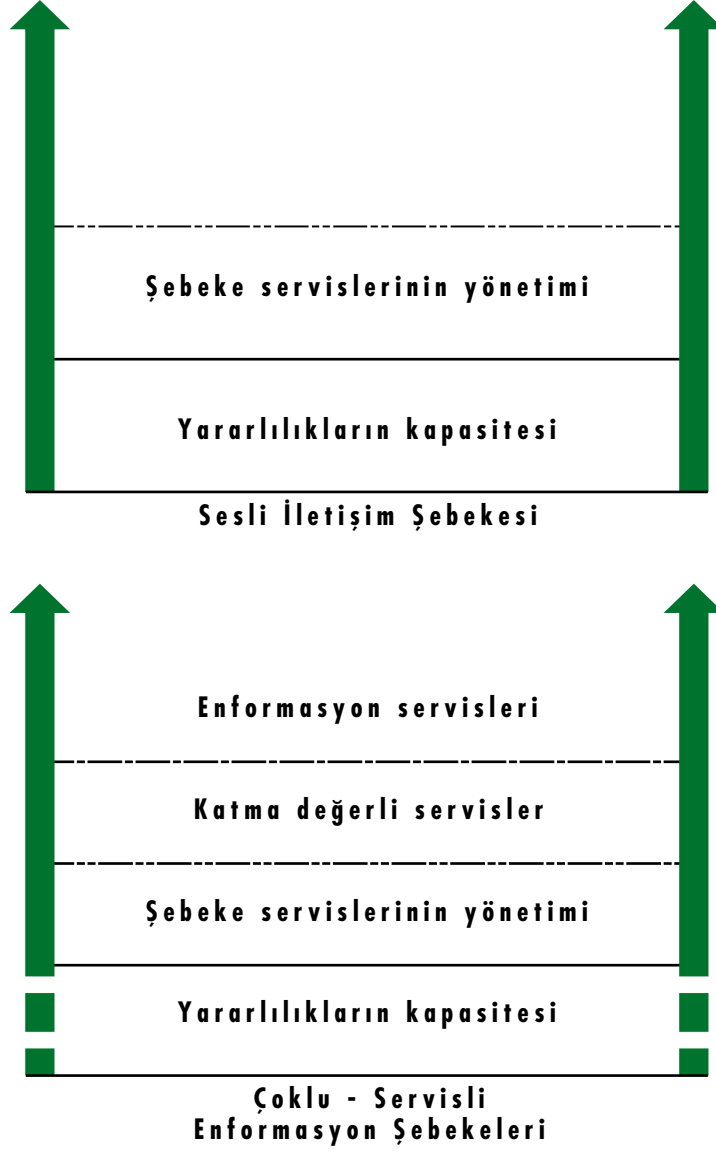 Şebeke servislerinin yönetimi
Yararlılıkların kapasitesi
Sesli İletişim Şebekesi
Enformasyon servisleri
Katma değerli servisler
Şebeke servislerinin yönetimi
Yararlılıkların kapasitesi
Çoklu - Servisli
Enformasyon Şebekeleri